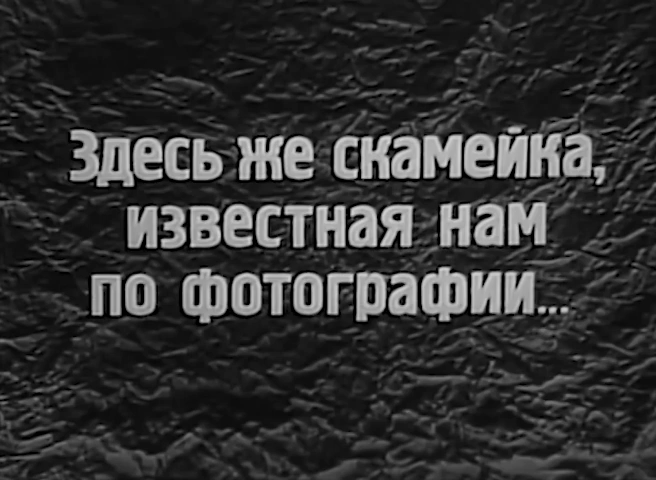 Здесь же скамейка,
известная нам
по фотографии...